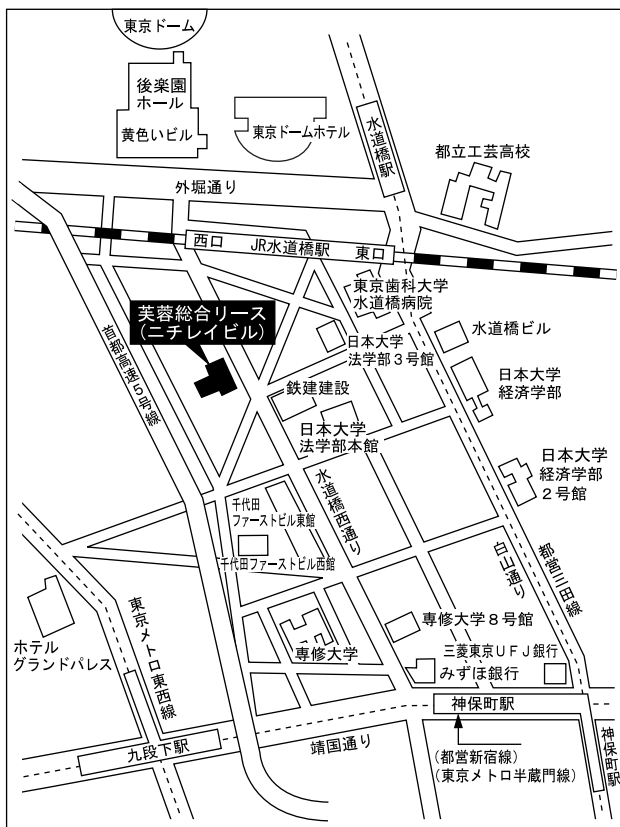 東京ドーム
後楽園
ホール
黄色いビル
東京ドームホテル
水道橋駅
都立工芸高校
外堀通り
西口 JR水道橋駅 東口
東京歯科大学
水道橋病院
芙蓉総合リース
(ニチレイビル)
首都高速5号線
日本大学
法学部3号館
水道橋ビル
日本大学
経済学部
鉄建建設
日本大学
法学部本館
日本大学
経済学部
2号館
水道橋西通り
千代田
ファーストビル東館
千代田ファーストビル西館
白山通り
都営三田線
ホテル
グランドパレス
東京メトロ東西線
専修大学
専修大学8号館
三菱東京UFJ銀行
みずほ銀行
神保町駅
九段下駅
靖国通り
(都営新宿線)
(東京メトロ半蔵門線)
神保町駅